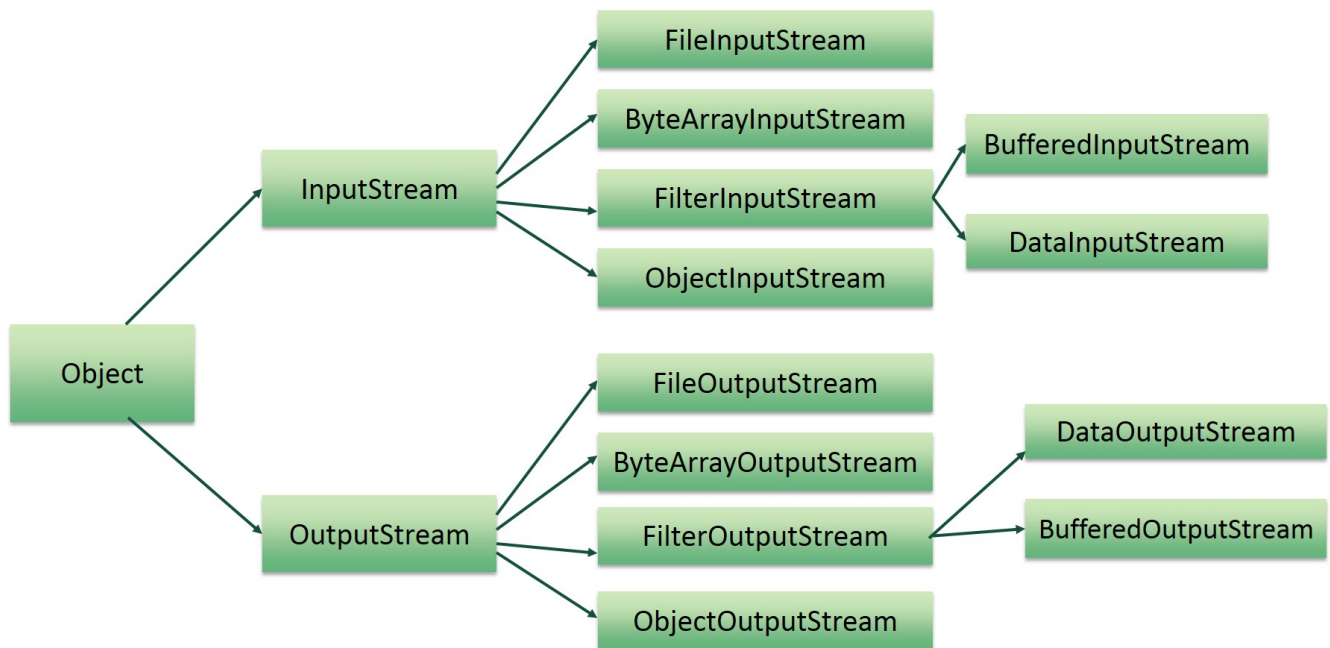 FileInputStream
ByteArrayInputStream
BufferedInputStream
InputStream
FilterInputStream
DataInputStream
ObjectInputStream
Object
FileOutputStream
DataOutputStream
ByteArrayOutputStream
OutputStream
FilterOutputStream
BufferedOutputStream
ObjectOutputStream